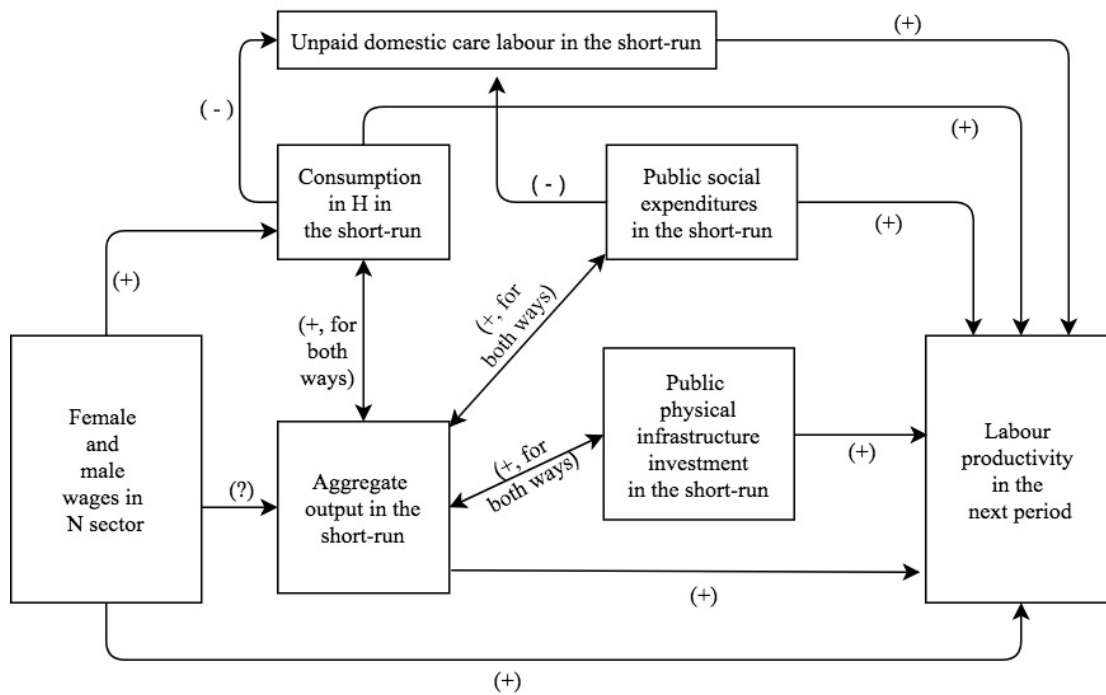 Unpaid domestic care labour in the short-run
(+)
( - )
(+)
Consumption
in H in
the short-run
( - )
Public social
expenditures
in the short-run
(+)
(+)
(+, for
both
ways)
(+, for
both ways)
Female
and
male
wages in
N sector
(?)
Aggregate
output in the
short-run
(+, for
both ways)
Public
physical
infrastructure
investment
in the short-run
(+)
Labour
productivity
in the
next period
(+)
(+)